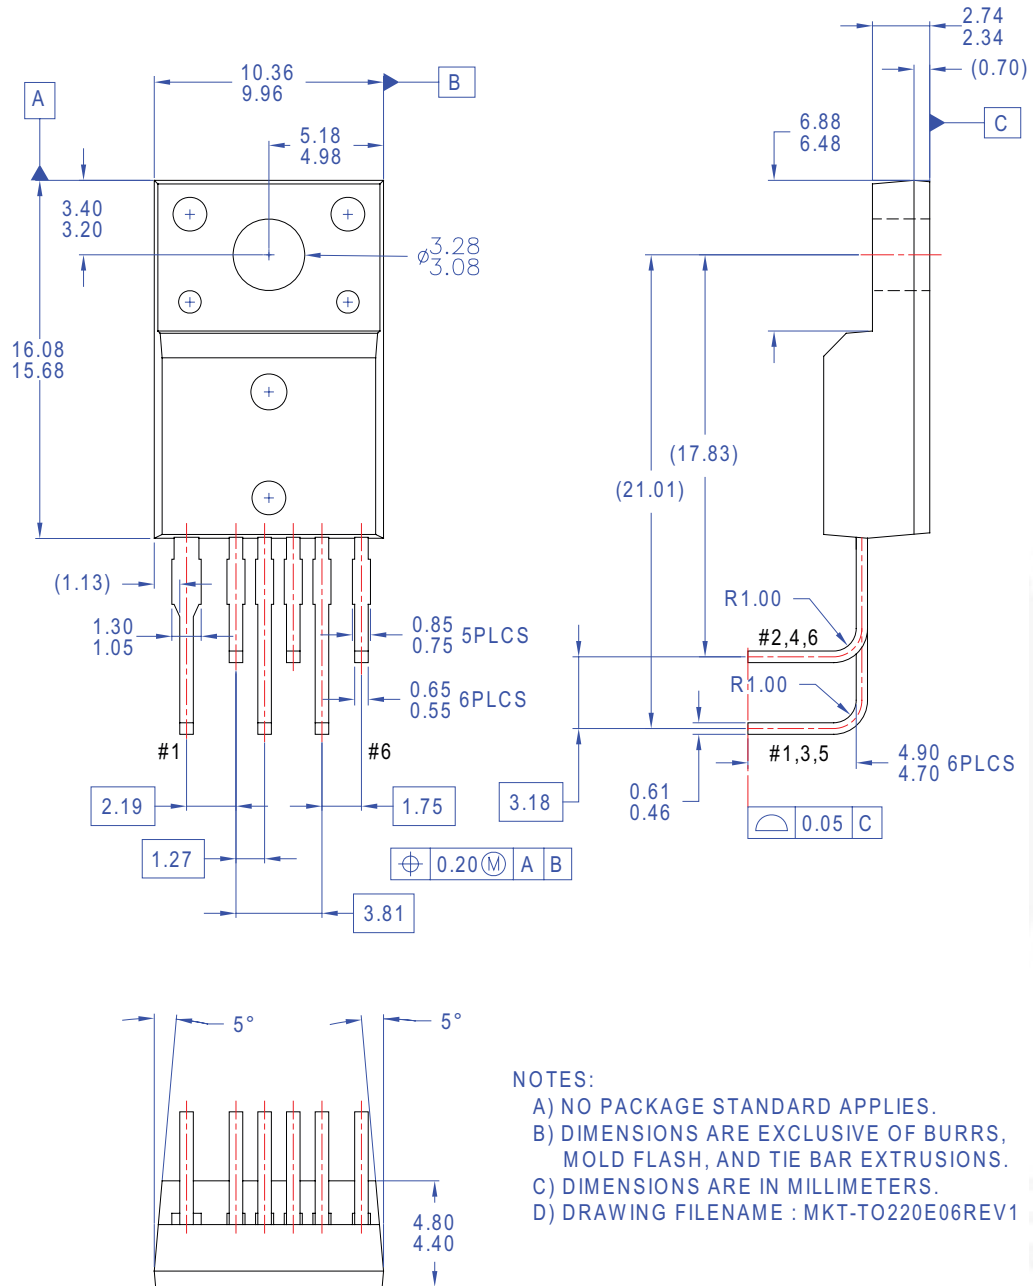 2.74
2.34
(0.70)
10.36
9.96
B
A
5.18
4.98
6.88
6.48
C
3.40
3.20
⌀3.28
3.08
16.08
15.68
(17.83)
(21.01)
(1.13)
1.30
1.05
0.85
0.75 5PLCS
0.65
0.55 6PLCS
R1.00
#2,4,6
R1.00
#1
#6
#1,3,5
4.90
4.70 6PLCS
2.19
1.75
3.18
0.61
0.46
⌓ 0.05 C
1.27
⌖ 0.20 Ⓜ A B
3.81
5°
5°
4.80
4.40
NOTES:
A) NO PACKAGE STANDARD APPLIES.
B) DIMENSIONS ARE EXCLUSIVE OF BURRS,
MOLD FLASH, AND TIE BAR EXTRUSIONS.
C) DIMENSIONS ARE IN MILLIMETERS.
D) DRAWING FILENAME : MKT-TO220E06REV1